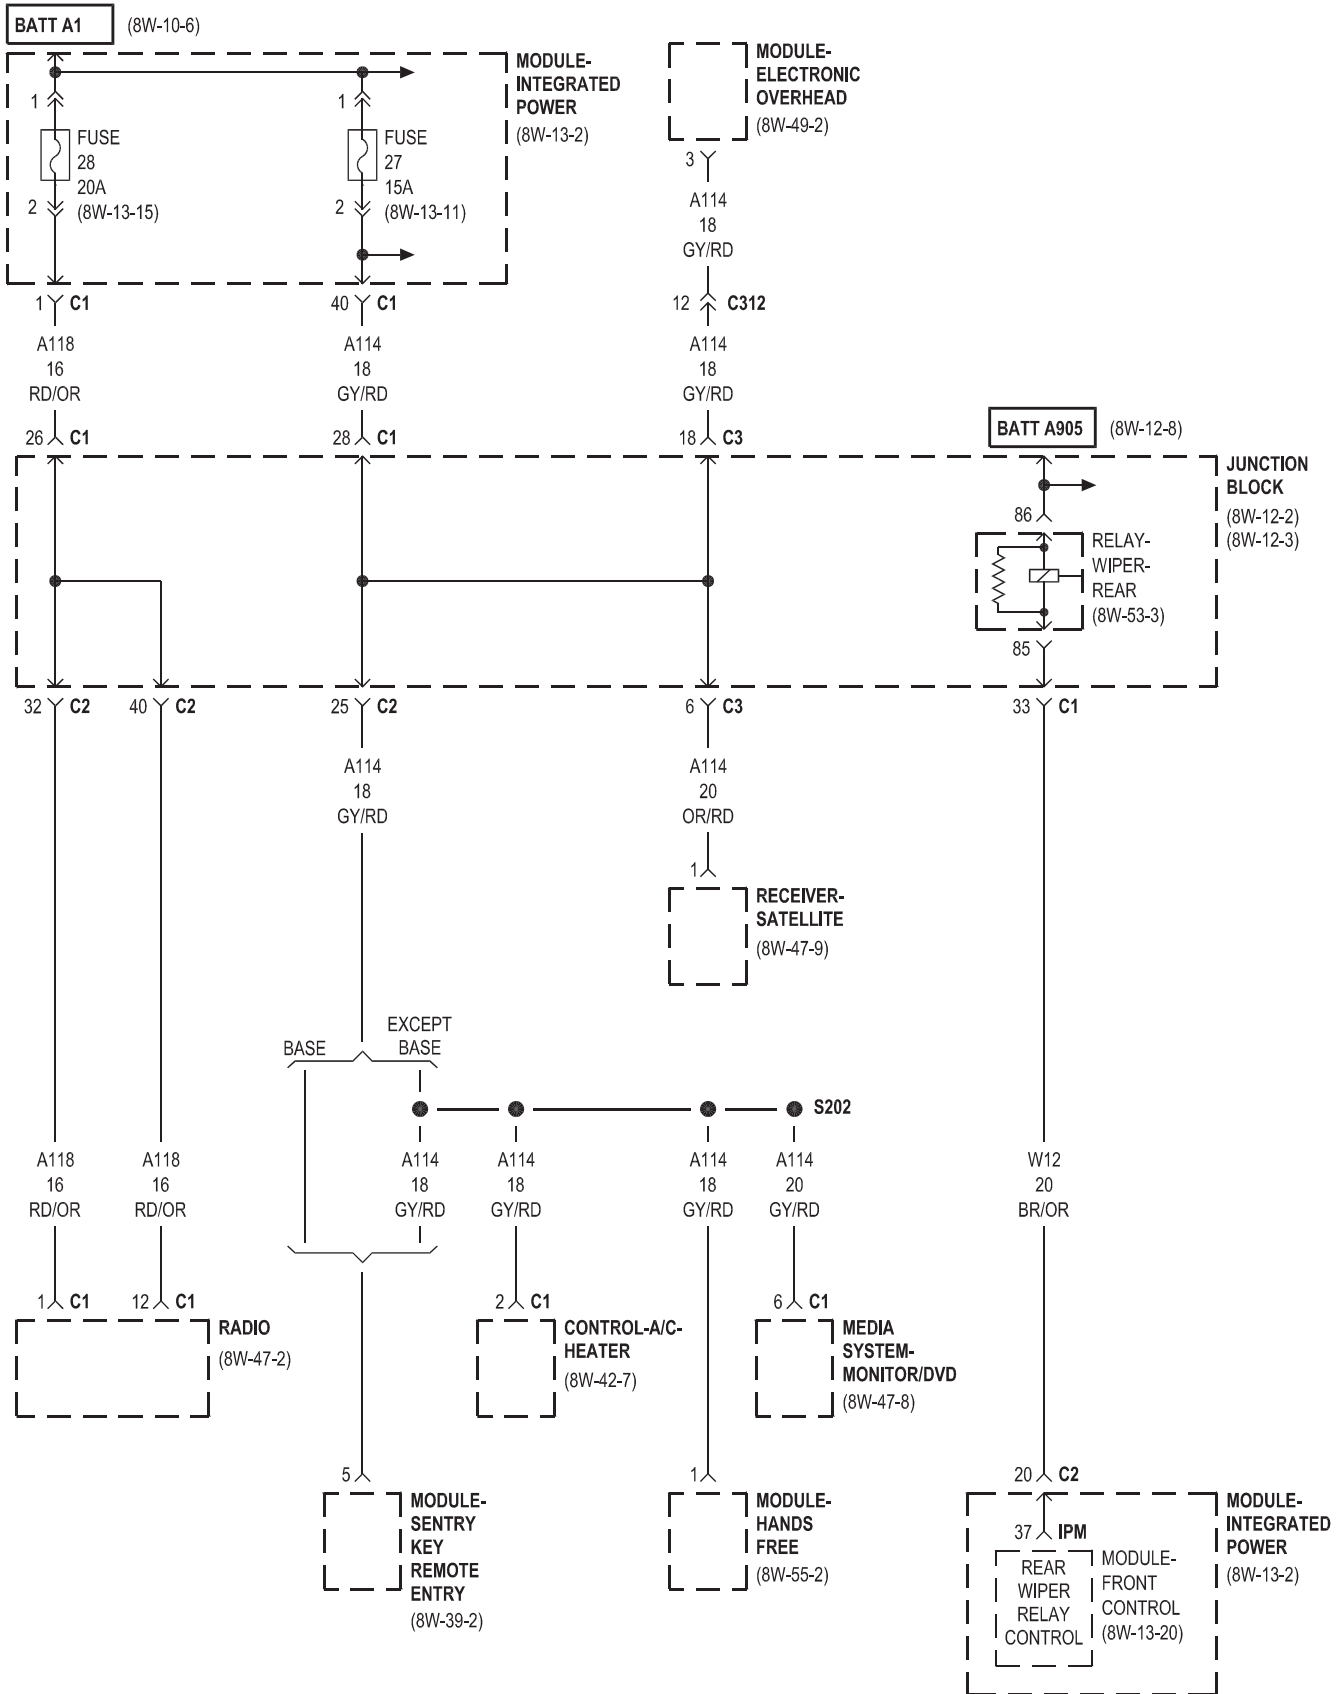 BATT A1 (8W-10-6)
MODULE-
INTEGRATED
POWER
(8W-13-2)
MODULE-
ELECTRONIC
OVERHEAD
(8W-49-2)
1
1
FUSE
28
20A
(8W-13-15)
FUSE
27
15A
(8W-13-11)
2
2
3
A114
18
GY/RD
1 C1
40 C1
12 C312
A118
16
RD/OR
A114
18
GY/RD
A114
18
GY/RD
26 C1
28 C1
18 C3
BATT A905 (8W-12-8)
JUNCTION
BLOCK
(8W-12-2)
(8W-12-3)
86
RELAY-
WIPER-
REAR
(8W-53-3)
85
32 C2
40 C2
25 C2
6 C3
33 C1
A114
18
GY/RD
A114
20
OR/RD
1
RECEIVER-
SATELLITE
(8W-47-9)
BASE
EXCEPT
BASE
S202
A118
16
RD/OR
A118
16
RD/OR
A114
18
GY/RD
A114
18
GY/RD
A114
18
GY/RD
A114
20
GY/RD
W12
20
BR/OR
1 C1
12 C1
2 C1
6 C1
RADIO
(8W-47-2)
CONTROL-A/C-
HEATER
(8W-42-7)
MEDIA
SYSTEM-
MONITOR/DVD
(8W-47-8)
5
1
20 C2
MODULE-
SENTRY
KEY
REMOTE
ENTRY
(8W-39-2)
MODULE-
HANDS
FREE
(8W-55-2)
MODULE-
INTEGRATED
POWER
(8W-13-2)
37 IPM
REAR
WIPER
RELAY
CONTROL
MODULE-
FRONT
CONTROL
(8W-13-20)